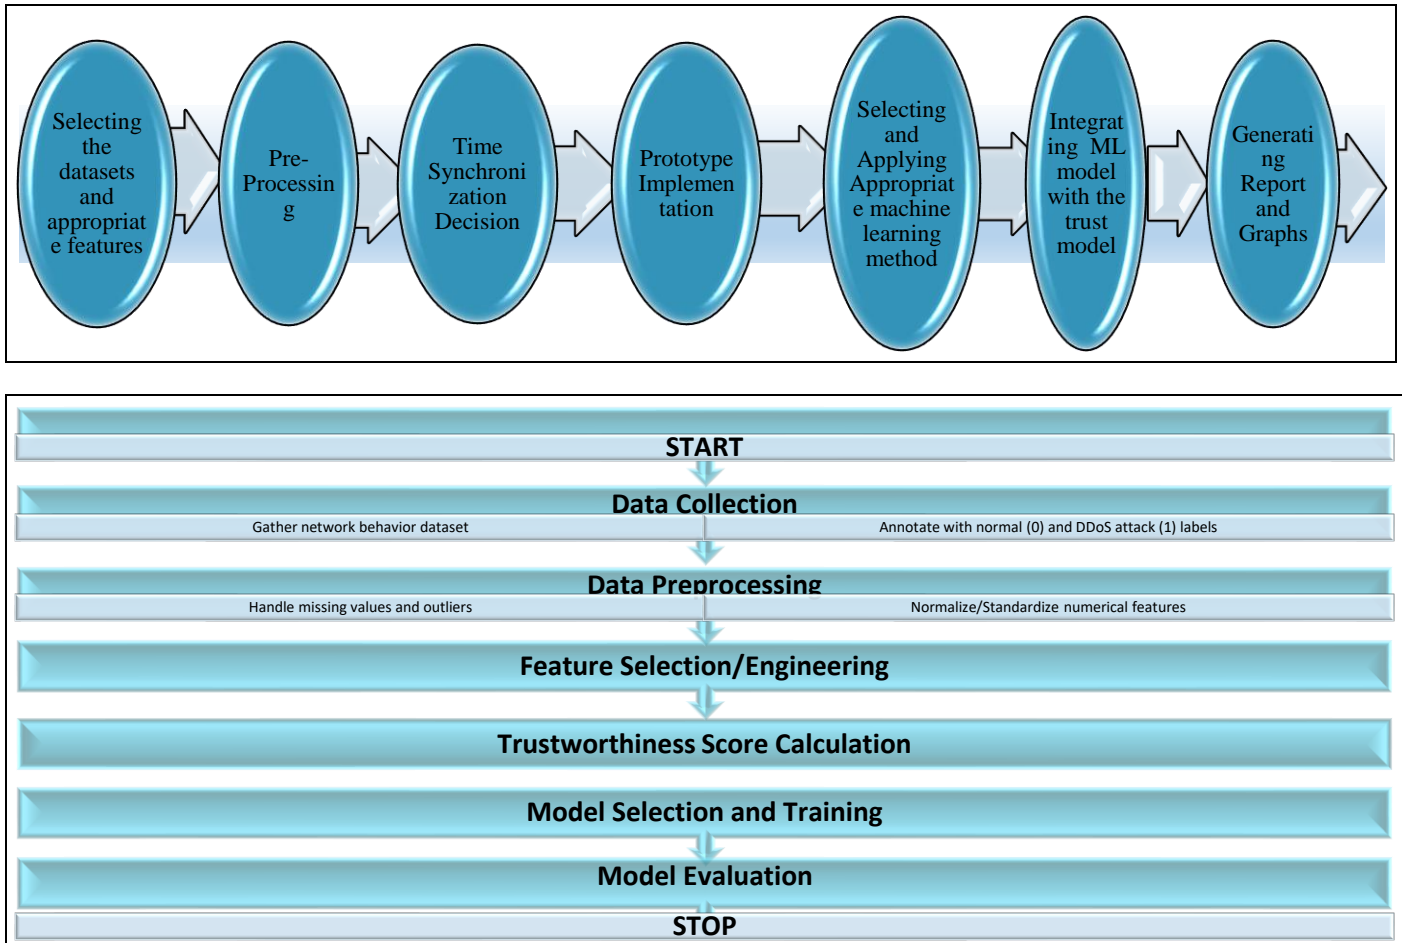 Selecting
the
datasets
and
appropriat
e features
Pre-
Processin
g
Time
Synchroni
zation
Decision
Prototype
Implemen
tation
Selecting
and
Applying
Appropriat
e machine
learning
method
Integrat
ing ML
model
with the
trust
model
Generati
ng
Report
and
Graphs
START
Data Collection
Gather network behavior dataset
Annotate with normal (0) and DDoS attack (1) labels
Data Preprocessing
Handle missing values and outliers
Normalize/Standardize numerical features
Feature Selection/Engineering
Trustworthiness Score Calculation
Model Selection and Training
Model Evaluation
STOP